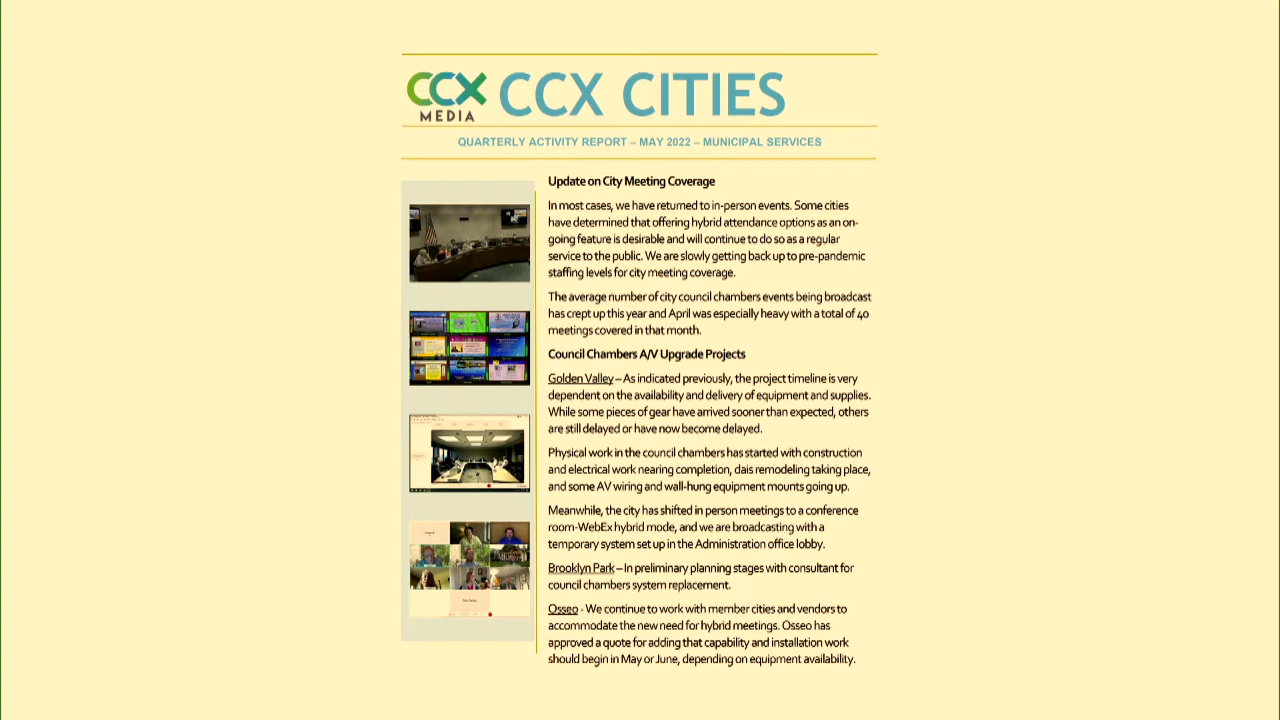 CCX MEDIA
CCX CITIES
QUARTERLY ACTIVITY REPORT – MAY 2022 – MUNICIPAL SERVICES
Update on City Meeting Coverage
In most cases, we have returned to in-person events. Some cities
have determined that offering hybrid attendance options as an on-
going feature is desirable and will continue to do so as a regular
service to the public. We are slowly getting back up to pre-pandemic
staffing levels for city meeting coverage.
The average number of city council chambers events being broadcast
has crept up this year and April was especially heavy with a total of 40
meetings covered in that month.
Council Chambers A/V Upgrade Projects
Golden Valley – As indicated previously, the project timeline is very
dependent on the availability and delivery of equipment and supplies.
While some pieces of gear have arrived sooner than expected, others
are still delayed or have now become delayed.
Physical work in the council chambers has started with construction
and electrical work nearing completion, dais remodeling taking place,
and some AV wiring and wall-hung equipment mounts going up.
Meanwhile, the city has shifted in person meetings to a conference
room-WebEx hybrid mode, and we are broadcasting with a
temporary system set up in the Administration office lobby.
Brooklyn Park – In preliminary planning stages with consultant for
council chambers system replacement.
Osseo - We continue to work with member cities and vendors to
accommodate the new need for hybrid meetings. Osseo has
approved a quote for adding that capability and installation work
should begin in May or June, depending on equipment availability.